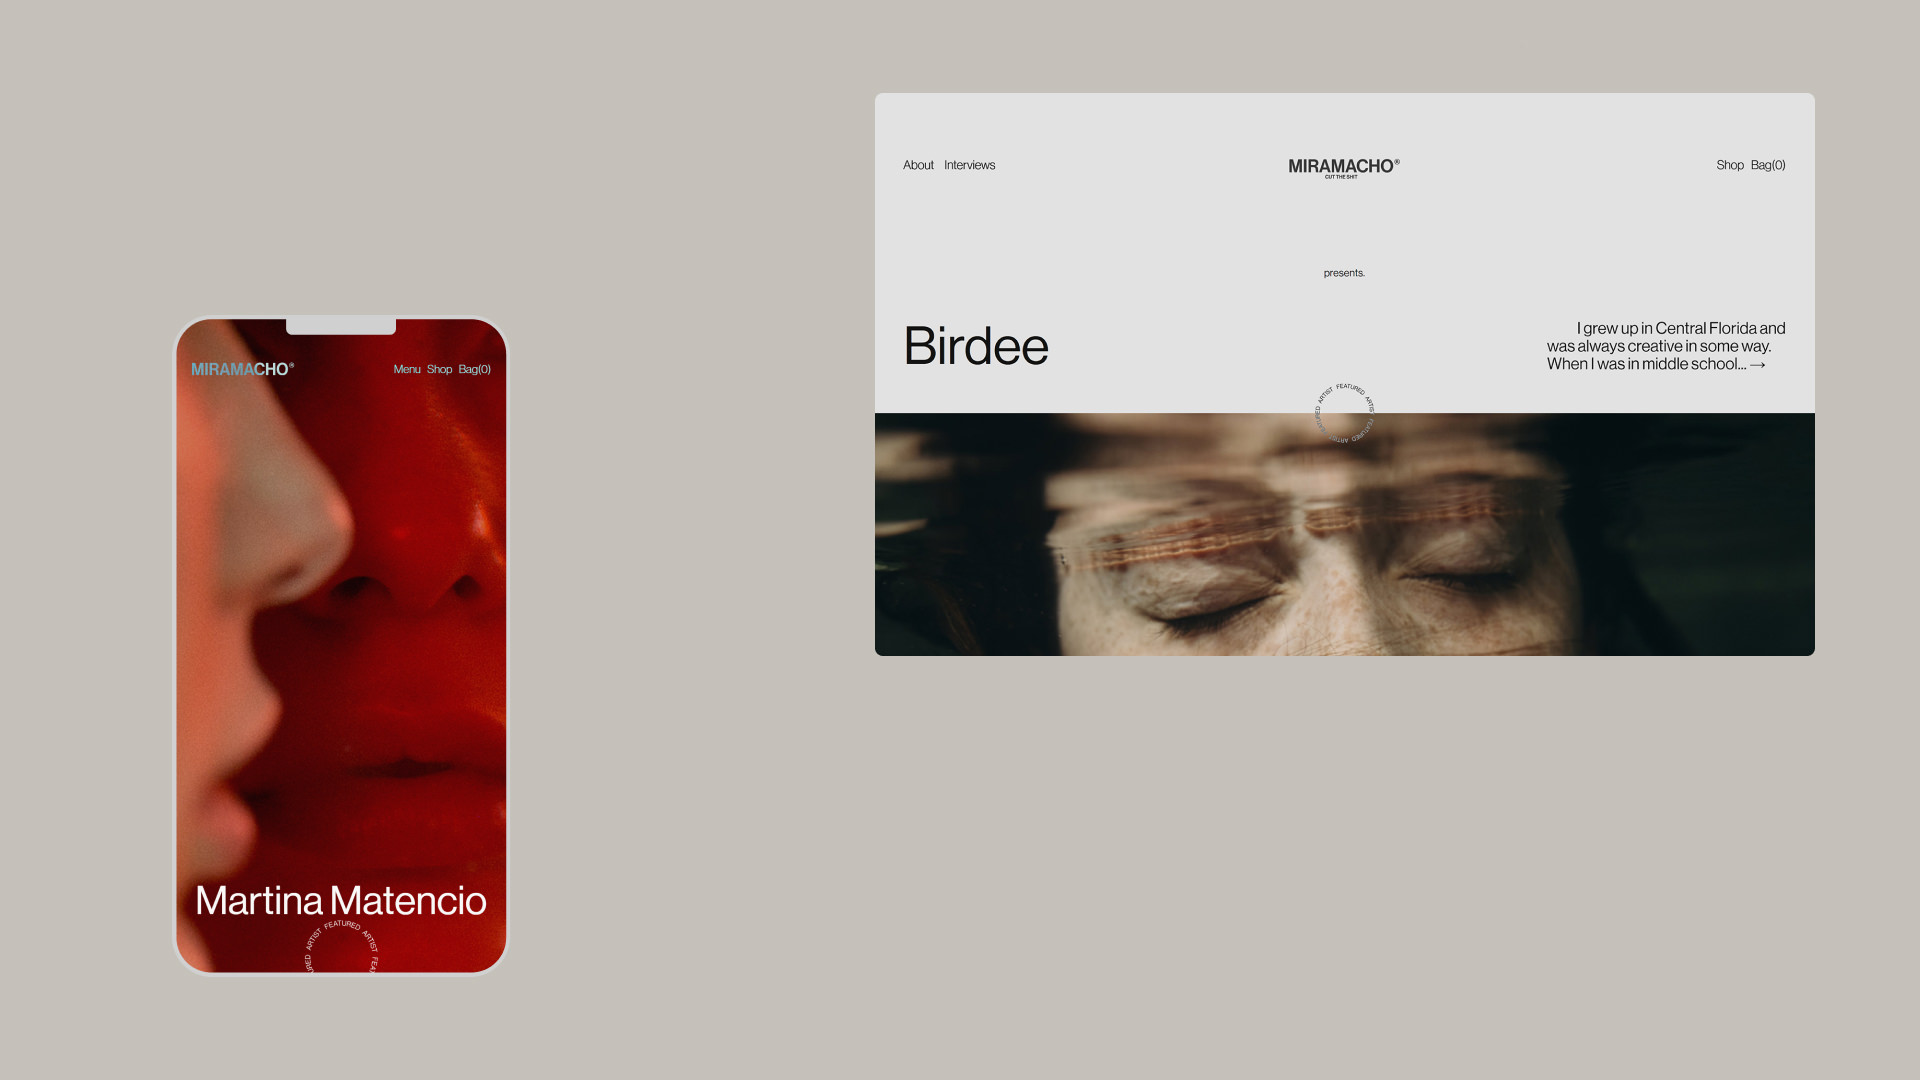 MIRAMACHO®
Menu Shop Bag(0)
Martina Matencio
ARTIST FEATURED ARTIST
About Interviews
MIRAMACHO®
CUT THE SHIT
Shop Bag(0)
presents.
Birdee
I grew up in Central Florida and
was always creative in some way.
When I was in middle school... →
FEATURED ARTIST FEATURED ARTIST FEATURED ARTIST